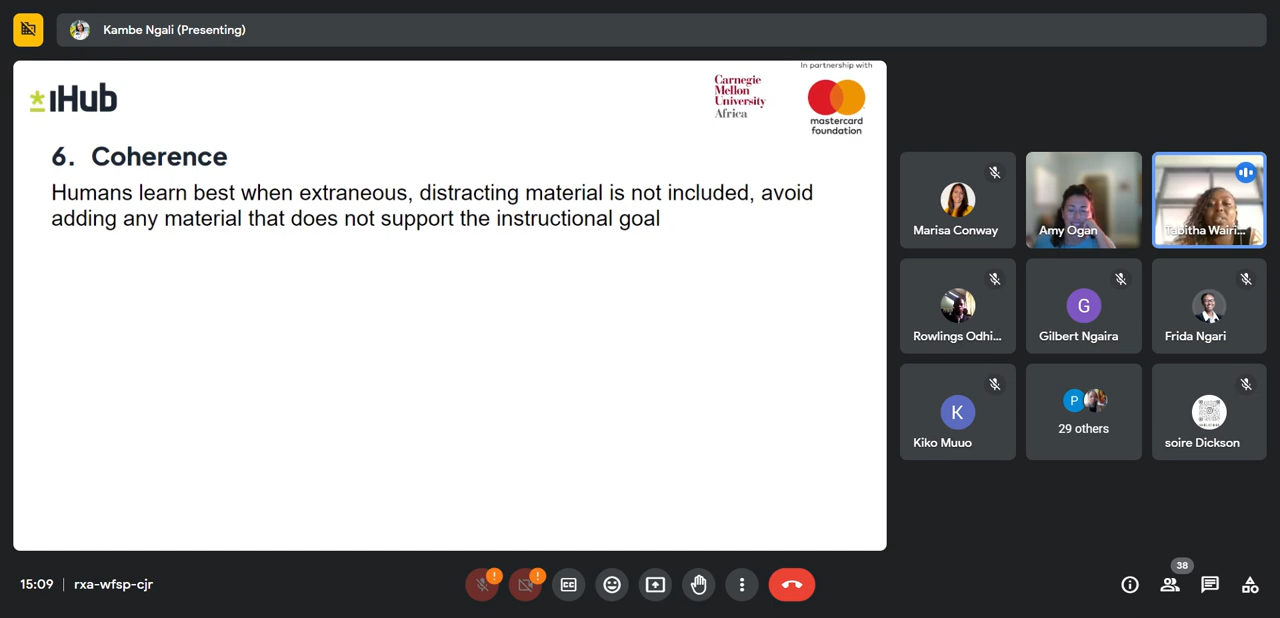 Kambe Ngali (Presenting)
iHub
Carnegie
Mellon
University
Africa
In partnership with
mastercard
foundation
6. Coherence
Humans learn best when extraneous, distracting material is not included, avoid
adding any material that does not support the instructional goal
Marisa Conway
Amy Ogan
Tabitha Wairi...
Rowlings Odhi...
G
Gilbert Ngaira
Frida Ngari
K
Kiko Muuo
P
29 others
soire Dickson
15:09 | rxa-wfsp-cjr
!
!
CC
38